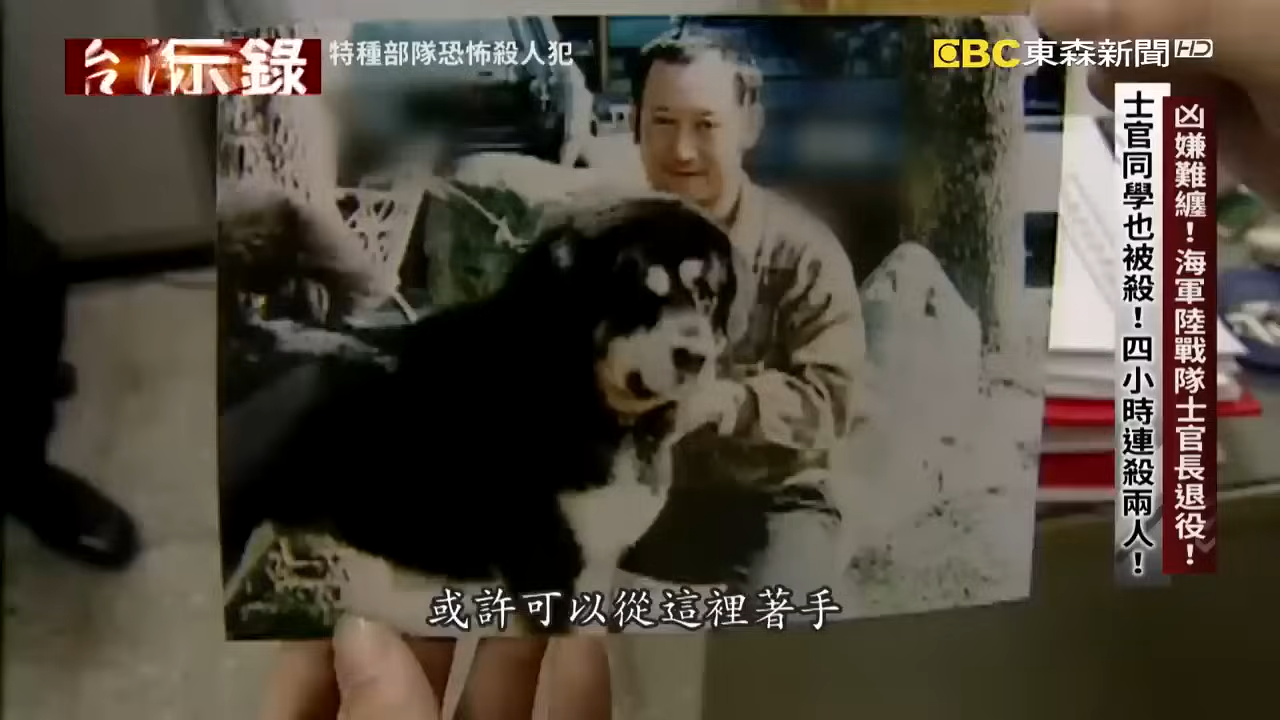 台灣啟示錄
特種部隊恐怖殺人犯
EBC東森新聞HD
凶嫌難纏！海軍陸戰隊士官長退役！
士官同學也被殺！四小時連殺兩人！
或許可以從這裡著手